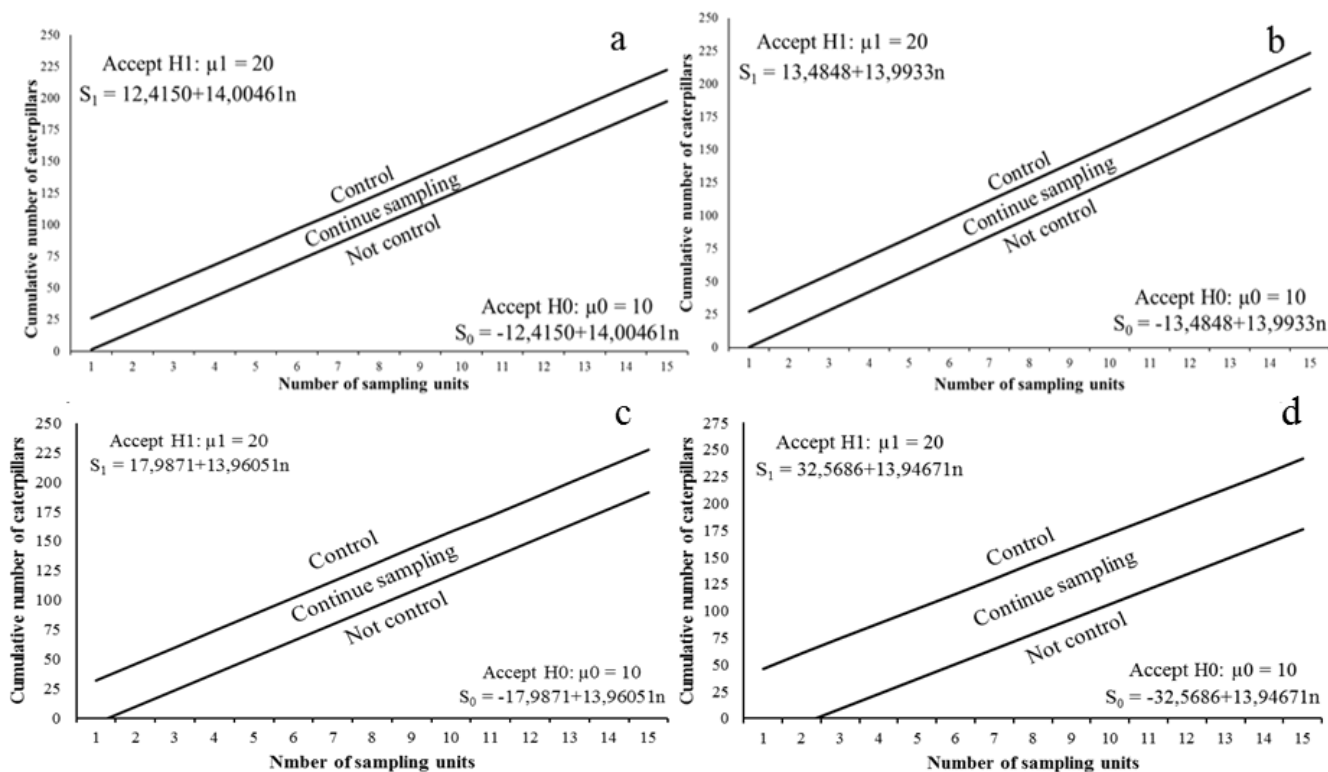 a
Accept H1: µ1 = 20
S1 = 12,4150+14,00461n
Control
Continue sampling
Not control
Accept H0: µ0 = 10
S0 = -12,4150+14,00461n
Cumulative number of caterpillars
250
225
200
175
150
125
100
75
50
25
0
1 2 3 4 5 6 7 8 9 10 11 12 13 14 15
Number of sampling units
b
Accept H1: µ1 = 20
S1 = 13,4848+13,9933n
Control
Continue sampling
Not control
Accept H0: µ0 = 10
S0 = -13,4848+13,9933n
Cumulative number of caterpillars
250
225
200
175
150
125
100
75
50
25
0
1 2 3 4 5 6 7 8 9 10 11 12 13 14 15
Number of sampling units
c
Accept H1: µ1 = 20
S1 = 17,9871+13,96051n
Control
Continue sampling
Not control
Accept H0: µ0 = 10
S0 = -17,9871+13,96051n
Cumulative number of caterpillars
250
225
200
175
150
125
100
75
50
25
0
1 2 3 4 5 6 7 8 9 10 11 12 13 14 15
Nmber of sampling units
d
Accept H1: µ1 = 20
S1 = 32,5686+13,94671n
Control
Continue sampling
Not control
Accept H0: µ0 = 10
S0 = -32,5686+13,94671n
Cumulative number of caterpillars
275
250
225
200
175
150
125
100
75
50
25
0
1 2 3 4 5 6 7 8 9 10 11 12 13 14 15
Number of sampling units